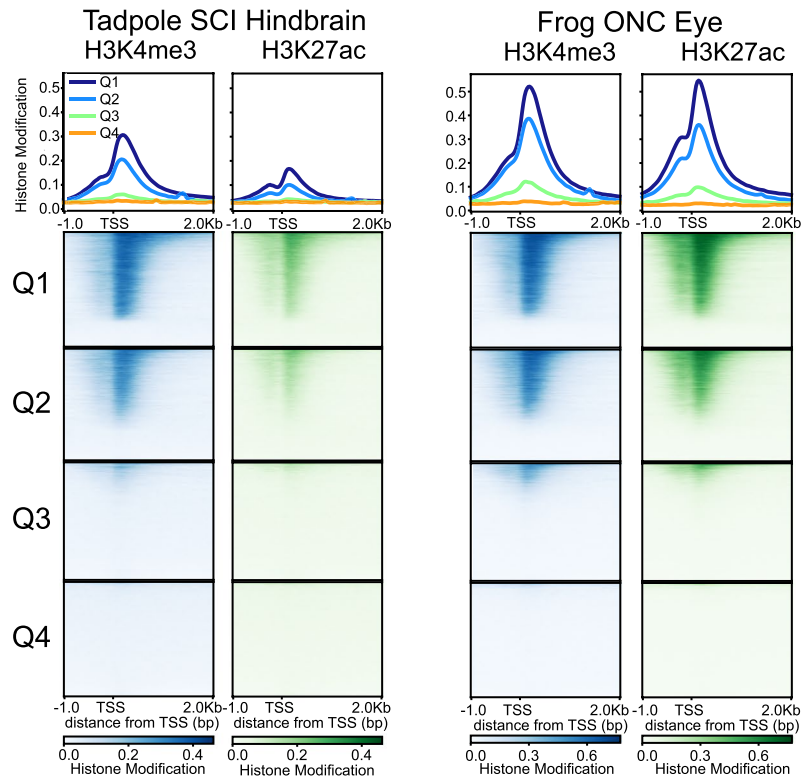 Tadpole SCI Hindbrain
Frog ONC Eye
H3K4me3 H3K27ac
H3K4me3 H3K27ac
Histone Modification
0.5
0.4
0.3
0.2
0.1
0.0
Q1
Q2
Q3
Q4
0.5
0.4
0.3
0.2
0.1
0.0
-1.0 TSS 2.0Kb
-1.0 TSS 2.0Kb
-1.0 TSS 2.0Kb
-1.0 TSS 2.0Kb
Q1
Q2
Q3
Q4
-1.0 TSS 2.0Kb
-1.0 TSS 2.0Kb
-1.0 TSS 2.0Kb
-1.0 TSS 2.0Kb
distance from TSS (bp)
distance from TSS (bp)
distance from TSS (bp)
distance from TSS (bp)
0.0 0.2 0.4
0.0 0.2 0.4
0.0 0.3 0.6
0.0 0.3 0.6
Histone Modification
Histone Modification
Histone Modification
Histone Modification